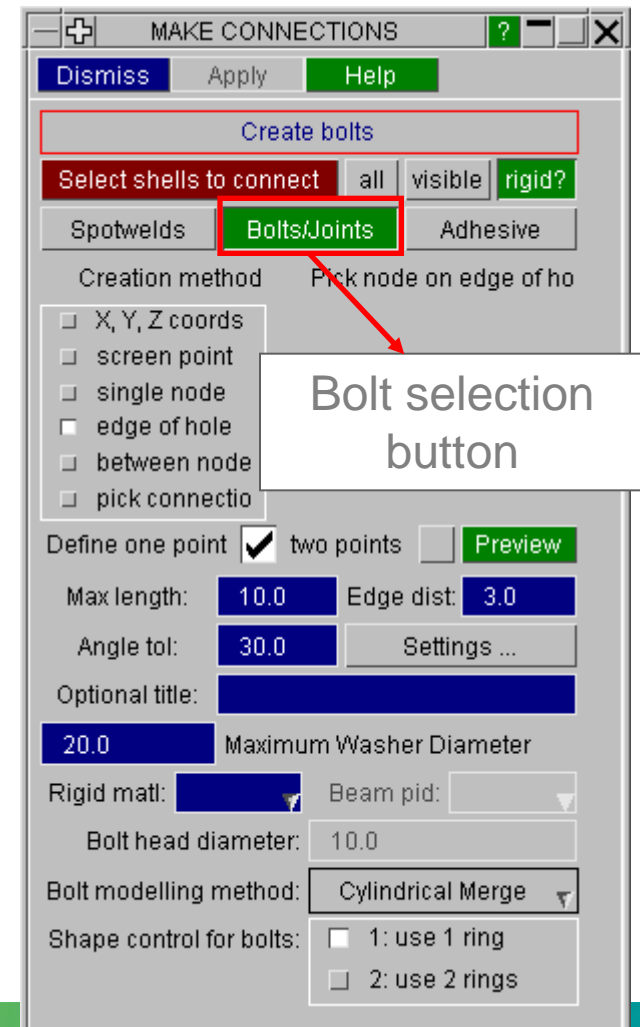 MAKE CONNECTIONS ?
Dismiss Apply Help
Create bolts
Select shells to connect all visible rigid?
Spotwelds Bolts/Joints Adhesive
Creation method Pick node on edge of ho
X, Y, Z coords
screen point
single node
edge of hole
between node
pick connectio
Bolt selection
button
Define one point two points Preview
Max length: 10.0 Edge dist: 3.0
Angle tol: 30.0 Settings ...
Optional title:
20.0 Maximum Washer Diameter
Rigid matl: Beam pid:
Bolt head diameter: 10.0
Bolt modelling method: Cylindrical Merge
Shape control for bolts: 1: use 1 ring
2: use 2 rings